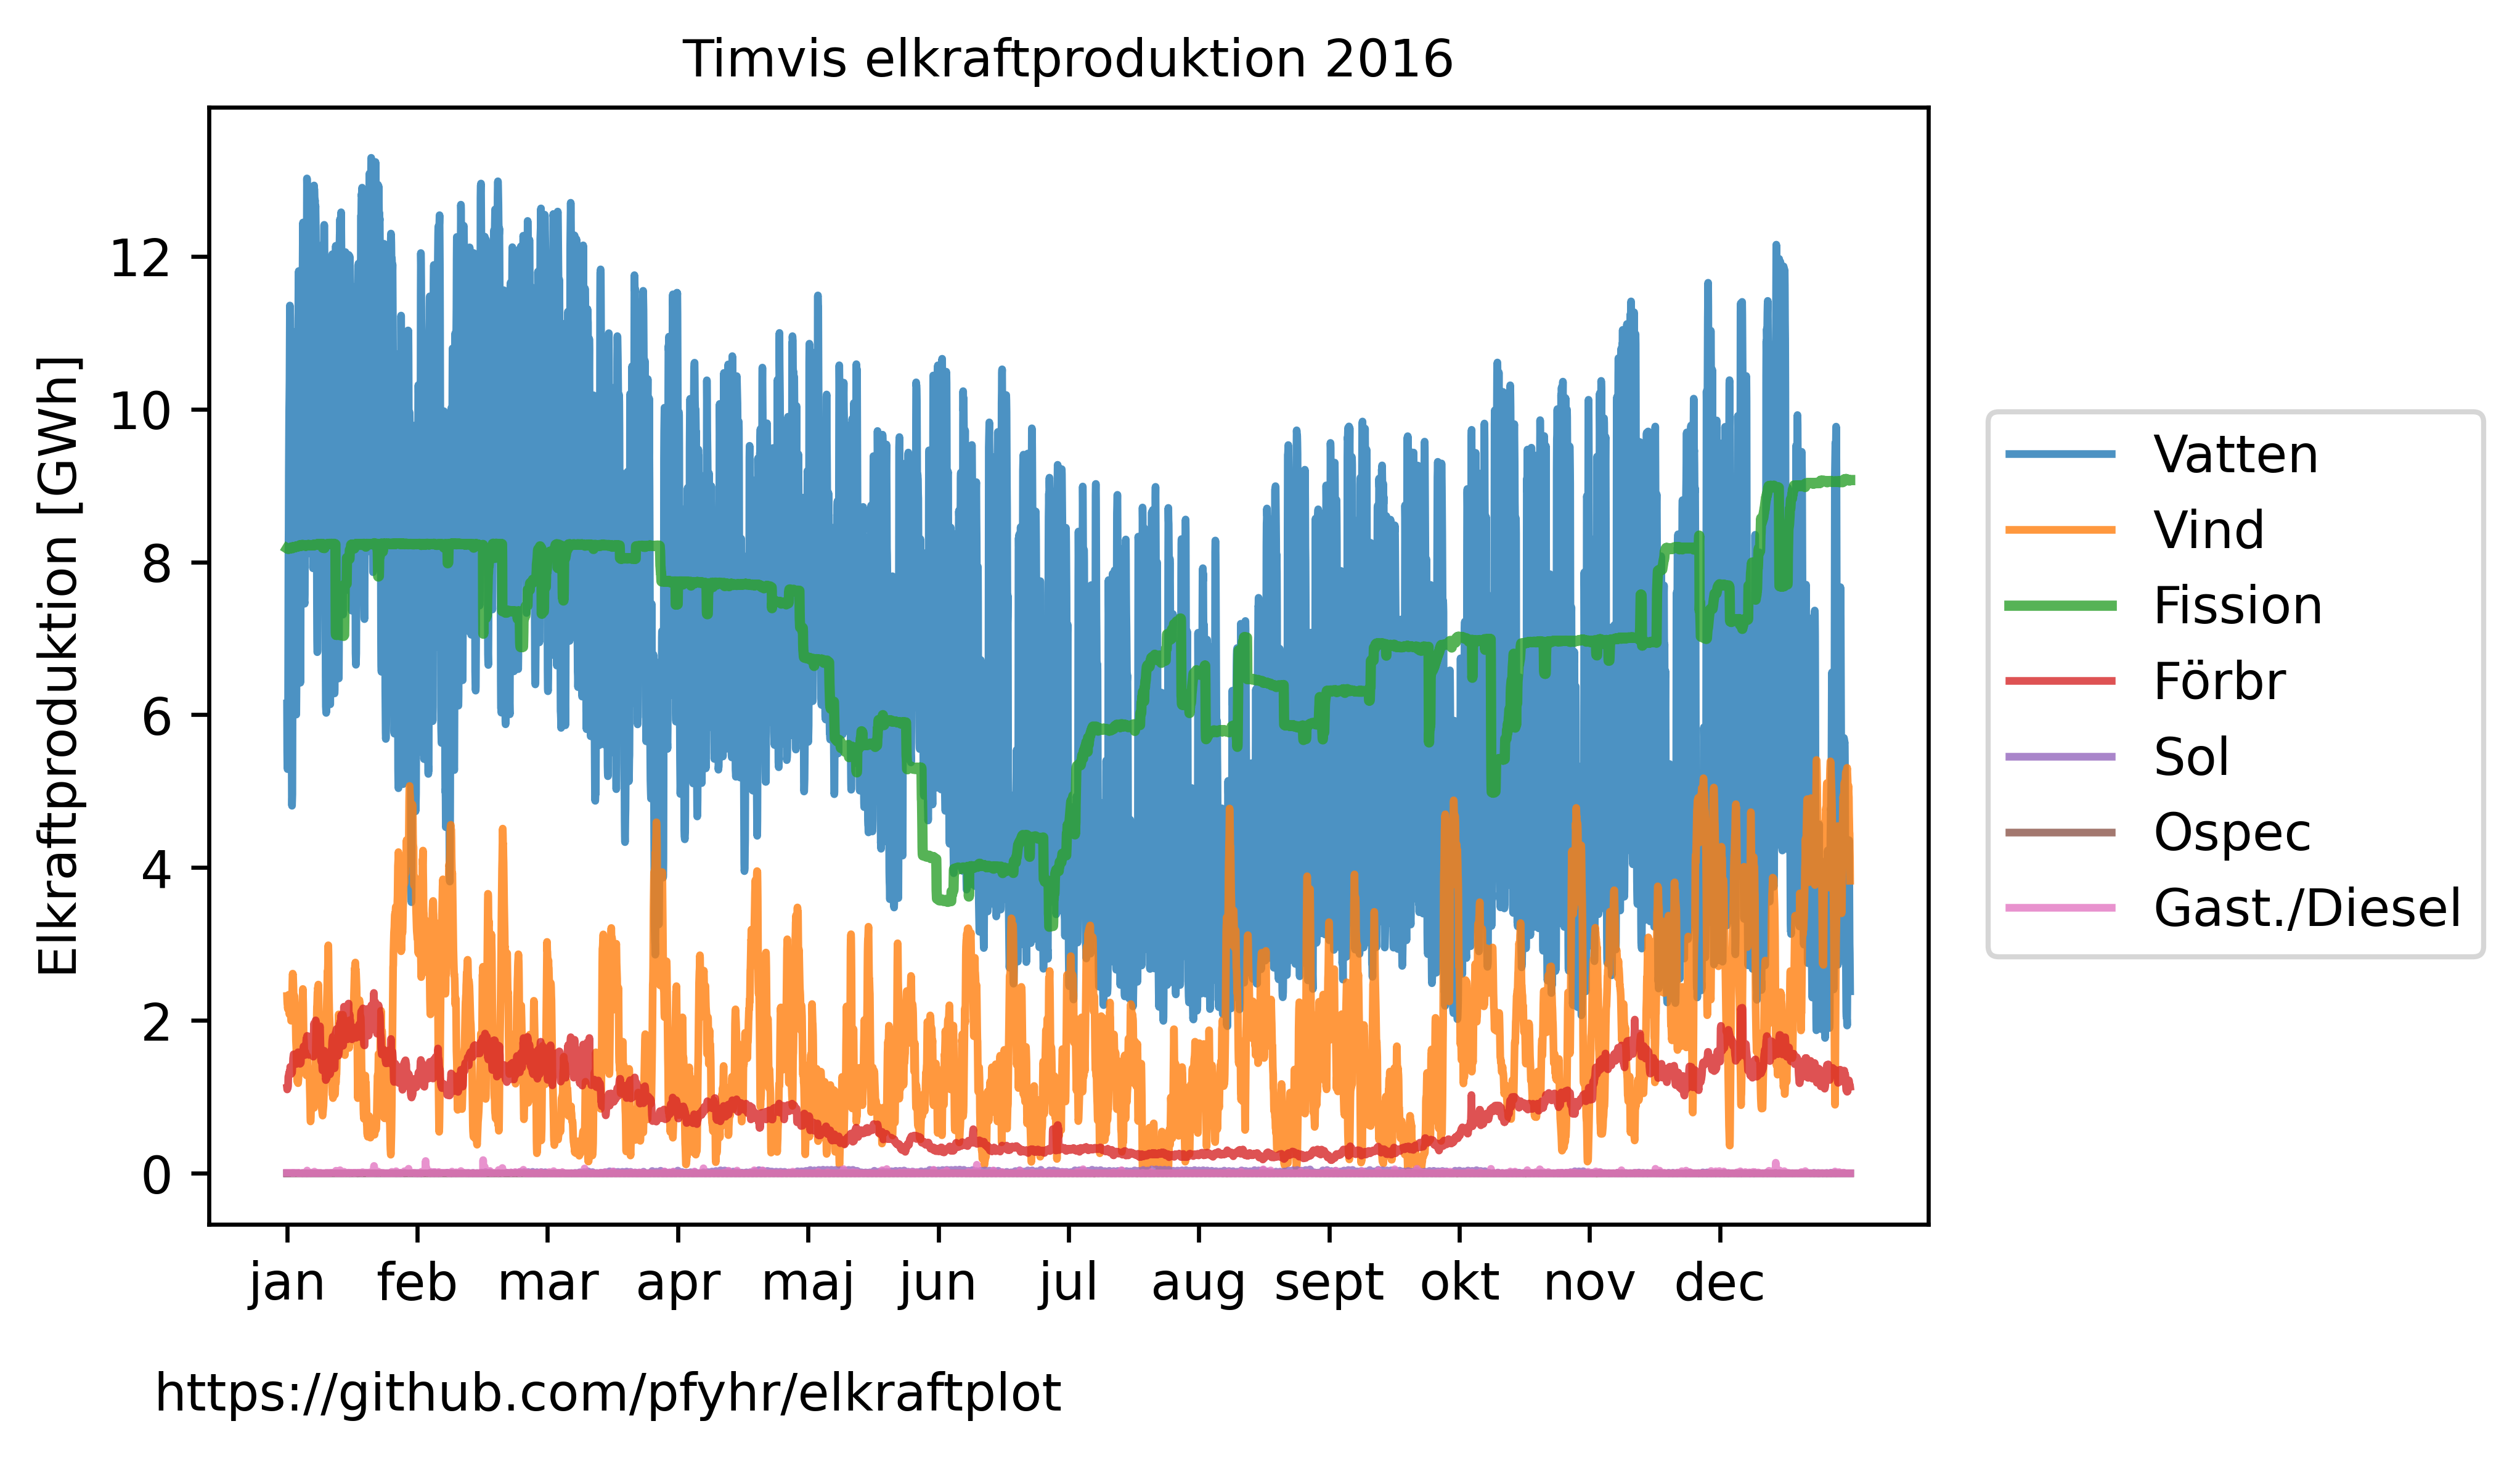 Timvis elkraftproduktion 2016
Elkraftproduktion [GWh]
12
10
8
6
4
2
0
jan feb mar apr maj jun jul aug sept okt nov dec
Vatten
Vind
Fission
Förbr
Sol
Ospec
Gast./Diesel
https://github.com/pfyhr/elkraftplot